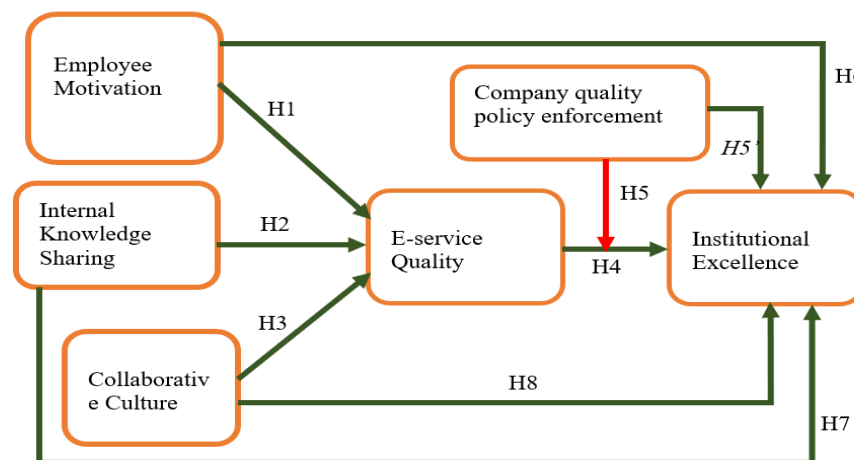 Employee
Motivation
H1
Company quality
policy enforcement
H5'
H5
Internal
Knowledge
Sharing
H2
E-service
Quality
H4
Institutional
Excellence
H3
Collaborativ
e Culture
H8
H7